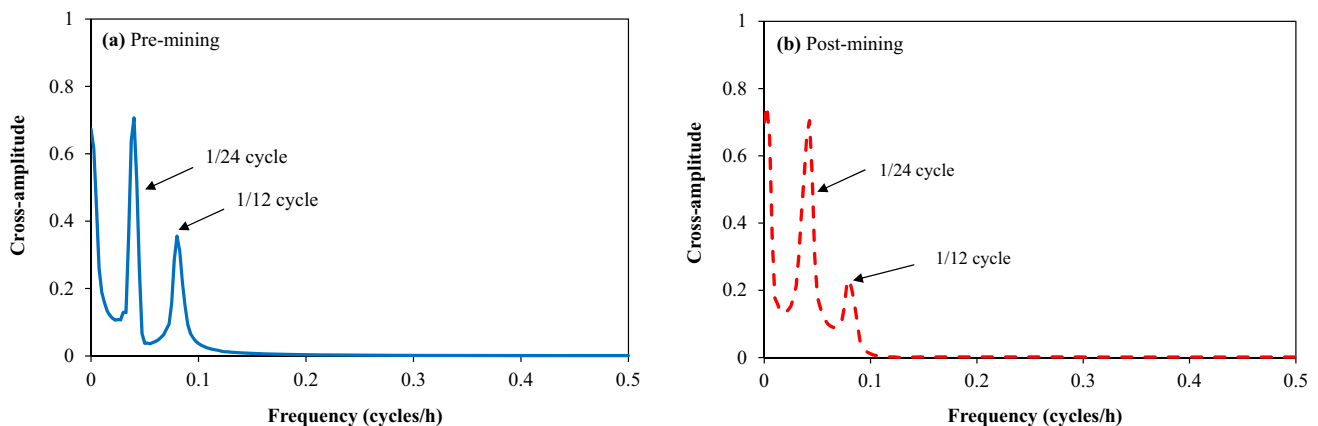 (a) Pre-mining
Cross-amplitude
1
0.8
0.6
0.4
0.2
0
1/24 cycle
1/12 cycle
0
0.1
0.2
0.3
0.4
0.5
Frequency (cycles/h)
(b) Post-mining
Cross-amplitude
1
0.8
0.6
0.4
0.2
0
1/24 cycle
1/12 cycle
0
0.1
0.2
0.3
0.4
0.5
Frequency (cycles/h)